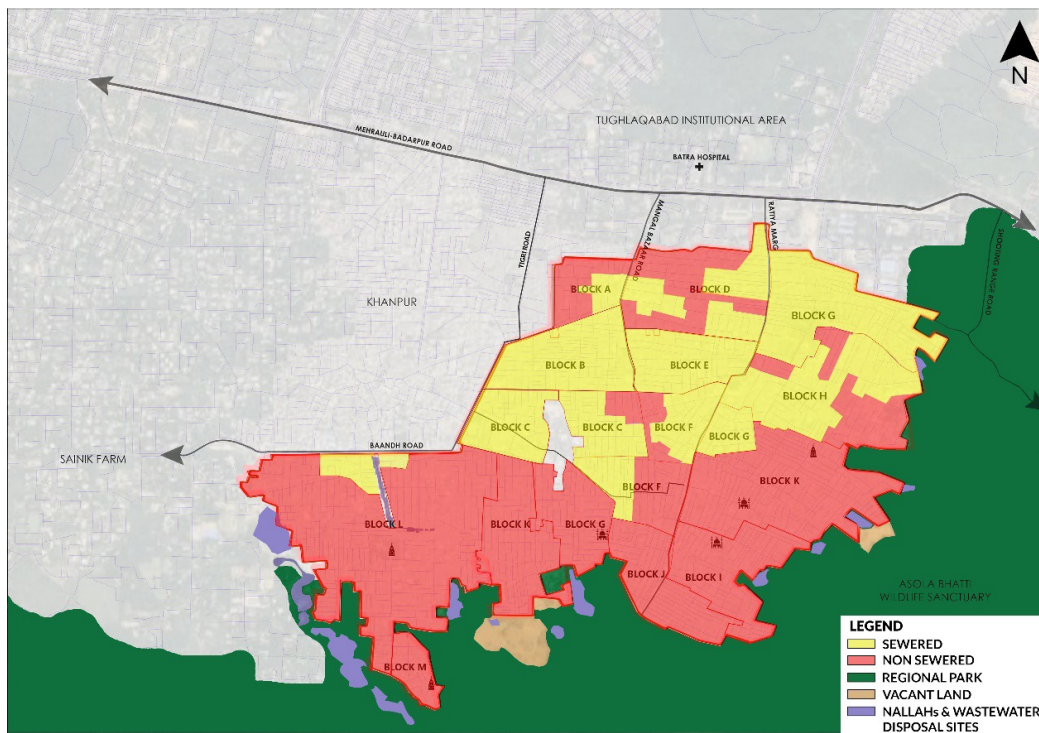 N
TUGHLAQABAD INSTITUTIONAL AREA
MEHRAULI-BADARPUR ROAD
BATRA HOSPITAL
TIGRI ROAD
MANGAL BAZAAR ROAD
RATIYA MARG
SHOOTING RANGE ROAD
KHANPUR
BLOCK A
BLOCK D
BLOCK G
BLOCK B
BLOCK E
BLOCK H
BLOCK C
BLOCK C
BLOCK F
BLOCK G
BAANDH ROAD
SAINIK FARM
BLOCK F
BLOCK K
BLOCK L
BLOCK K
BLOCK G
BLOCK J
BLOCK I
BLOCK M
ASOLA BHATTI
WILDLIFE SANCTUARY
LEGEND
SEWERED
NON SEWERED
REGIONAL PARK
VACANT LAND
NALLAHs & WASTEWATER
DISPOSAL SITES